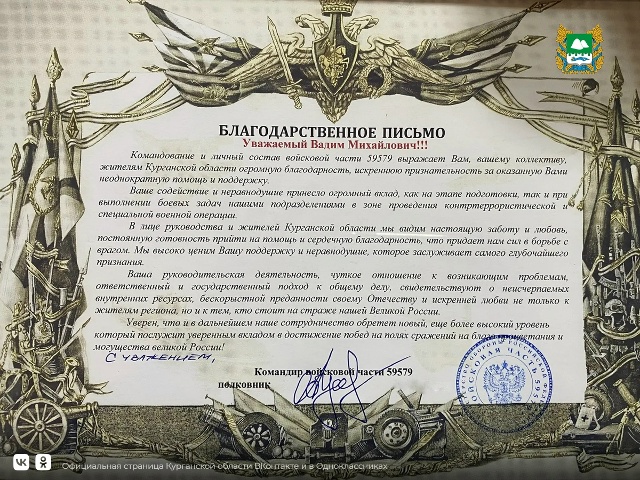 БЛАГОДАРСТВЕННОЕ ПИСЬМО
Уважаемый Вадим Михайлович!!!
Командование и личный состав войсковой части 59579 выражает Вам, вашему коллективу,
жителям Курганской области огромную благодарность, искреннюю признательность за оказанную Вами
неоднократную помощь и поддержку.
Ваше содействие и неравнодушие принесло огромный вклад, как на этапе подготовки, так и при
выполнении боевых задач нашими подразделениями в зоне проведения контртеррористической и
специальной военной операции.
В лице руководства и жителей Курганской области мы видим настоящую заботу и любовь,
постоянную готовность прийти на помощь и сердечную благодарность, что придает нам сил в борьбе с
врагом. Мы высоко ценим Вашу поддержку и неравнодушие, которое заслуживает самого глубочайшего
признания.
Ваша руководительская деятельность, чуткое отношение к возникающим проблемам,
ответственный и государственный подход к общему делу, свидетельствуют о неисчерпаемых
внутренних ресурсах, бескорыстной преданности своему Отечеству и искренней любви не только к
жителям региона, но и к тем, кто стоит на страже нашей Великой России.
Уверен, что и в дальнейшем наше сотрудничество обретет новый, еще более высокий уровень
который послужит уверенным вкладом в достижение побед на полях сражений на благо процветания и
могущества великой России!
С уважением,
Командир войсковой части 59579
полковник
ВОЙСКОВАЯ ЧАСТЬ
Официальная страница Курганской области ВКонтакте и в Одноклассниках